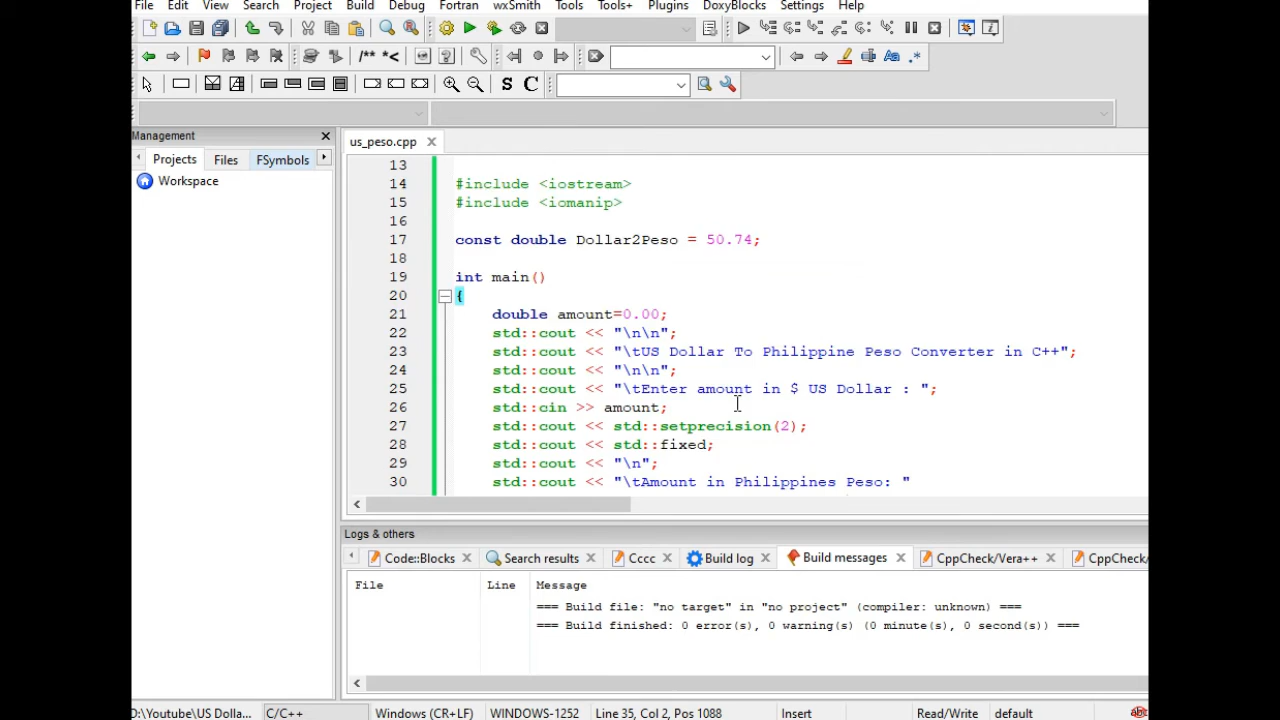 File Edit View Search Project Build Debug Fortran wxSmith Tools Tools+ Plugins DoxyBlocks Settings Help
/** *<
Aa .*
S C
Management
Projects Files FSymbols
Workspace
us_peso.cpp
13
14 #include <iostream>
15 #include <iomanip>
16
17 const double Dollar2Peso = 50.74;
18
19 int main()
20 {
21 double amount=0.00;
22 std::cout << "\n\n";
23 std::cout << "\tUS Dollar To Philippine Peso Converter in C++";
24 std::cout << "\n\n";
25 std::cout << "\tEnter amount in $ US Dollar : ";
26 std::cin >> amount;
27 std::cout << std::setprecision(2);
28 std::cout << std::fixed;
29 std::cout << "\n";
30 std::cout << "\tAmount in Philippines Peso: "
Logs & others
Code::Blocks Search results Cccc Build log Build messages CppCheck/Vera++ CppCheck/
File Line Message
=== Build file: "no target" in "no project" (compiler: unknown) ===
=== Build finished: 0 error(s), 0 warning(s) (0 minute(s), 0 second(s)) ===
D:\Youtube\US Dolla... C/C++ Windows (CR+LF) WINDOWS-1252 Line 35, Col 2, Pos 1088 Insert Read/Write default